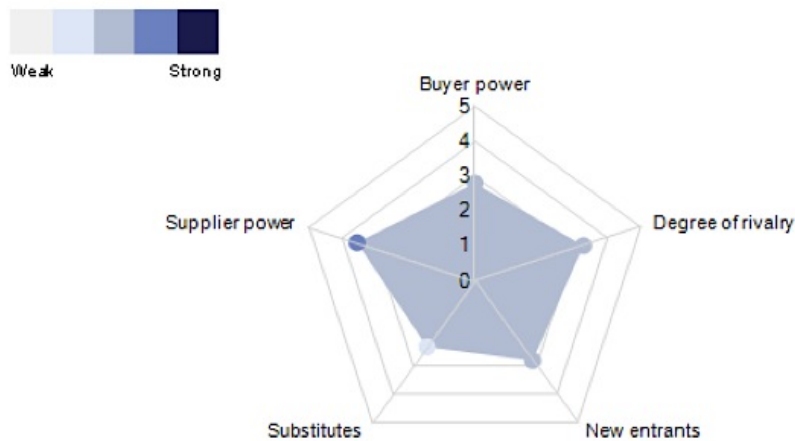 Weak Strong
Buyer power
5
4
3
Supplier power Degree of rivalry
2
1
0
Substitutes New entrants